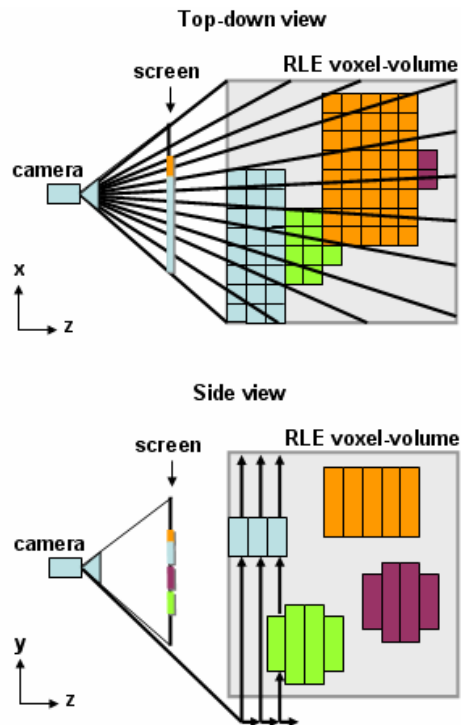 Top-down view
screen
RLE voxel-volume
camera
x
z
Side view
screen
RLE voxel-volume
camera
y
z